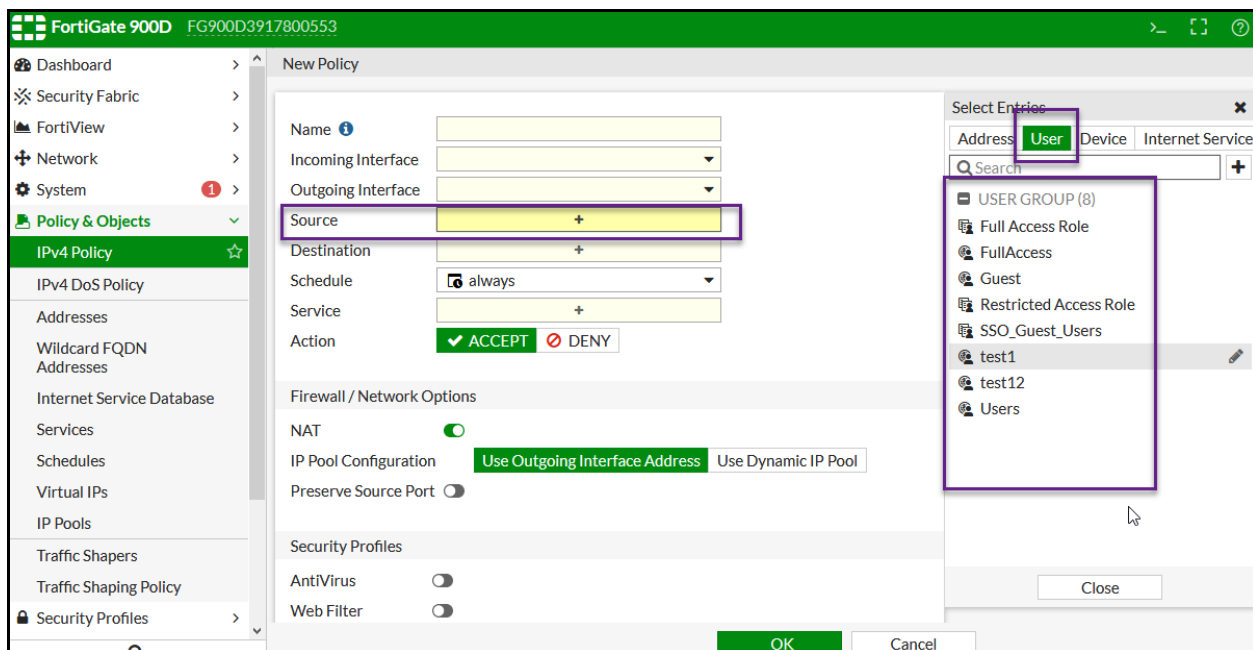 FortiGate 900D FG900D3917800553
Dashboard
Security Fabric
FortiView
Network
System 1
Policy & Objects
IPv4 Policy
IPv4 DoS Policy
Addresses
Wildcard FQDN
Addresses
Internet Service Database
Services
Schedules
Virtual IPs
IP Pools
Traffic Shapers
Traffic Shaping Policy
Security Profiles
New Policy
Name
Incoming Interface
Outgoing Interface
Source
Destination
Schedule always
Service
Action ACCEPT DENY
Firewall / Network Options
NAT
IP Pool Configuration Use Outgoing Interface Address Use Dynamic IP Pool
Preserve Source Port
Security Profiles
AntiVirus
Web Filter
OK Cancel
Select Entries
Address User Device Internet Service
Search
USER GROUP (8)
Full Access Role
FullAccess
Guest
Restricted Access Role
SSO_Guest_Users
test1
test12
Users
Close